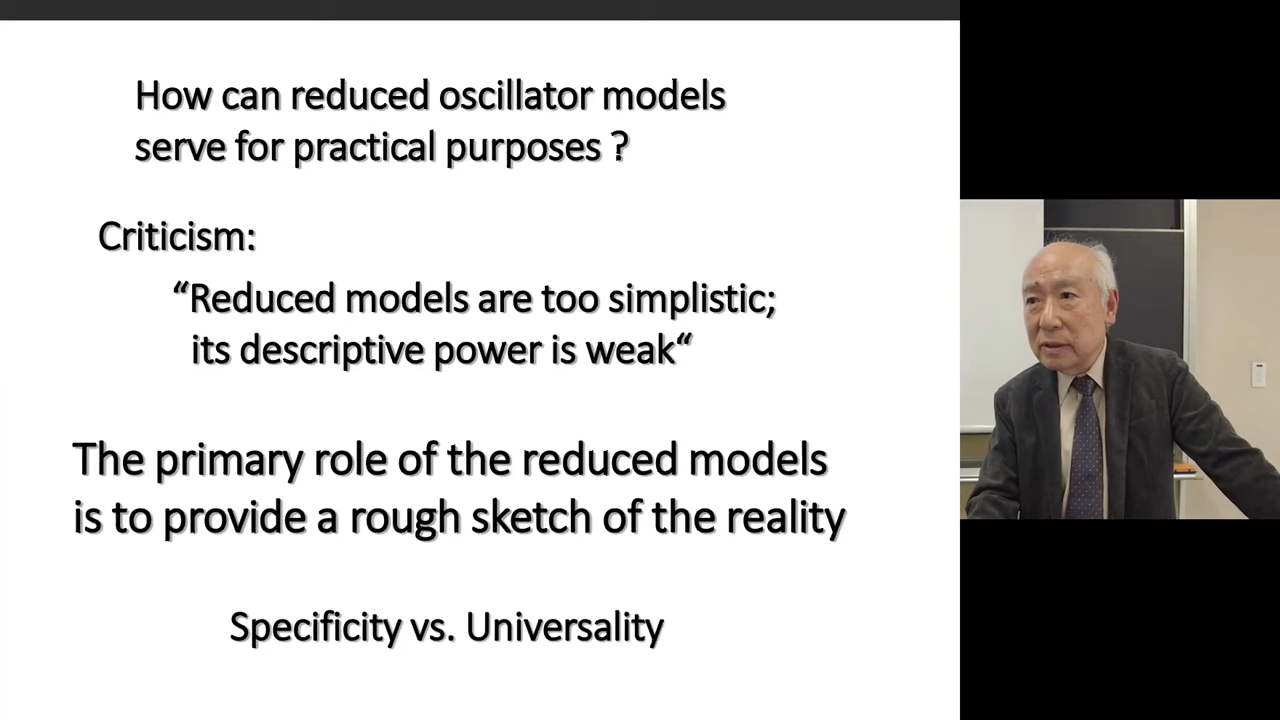 How can reduced oscillator models
serve for practical purposes ?
Criticism:
“Reduced models are too simplistic;
its descriptive power is weak“
The primary role of the reduced models
is to provide a rough sketch of the reality
Specificity vs. Universality